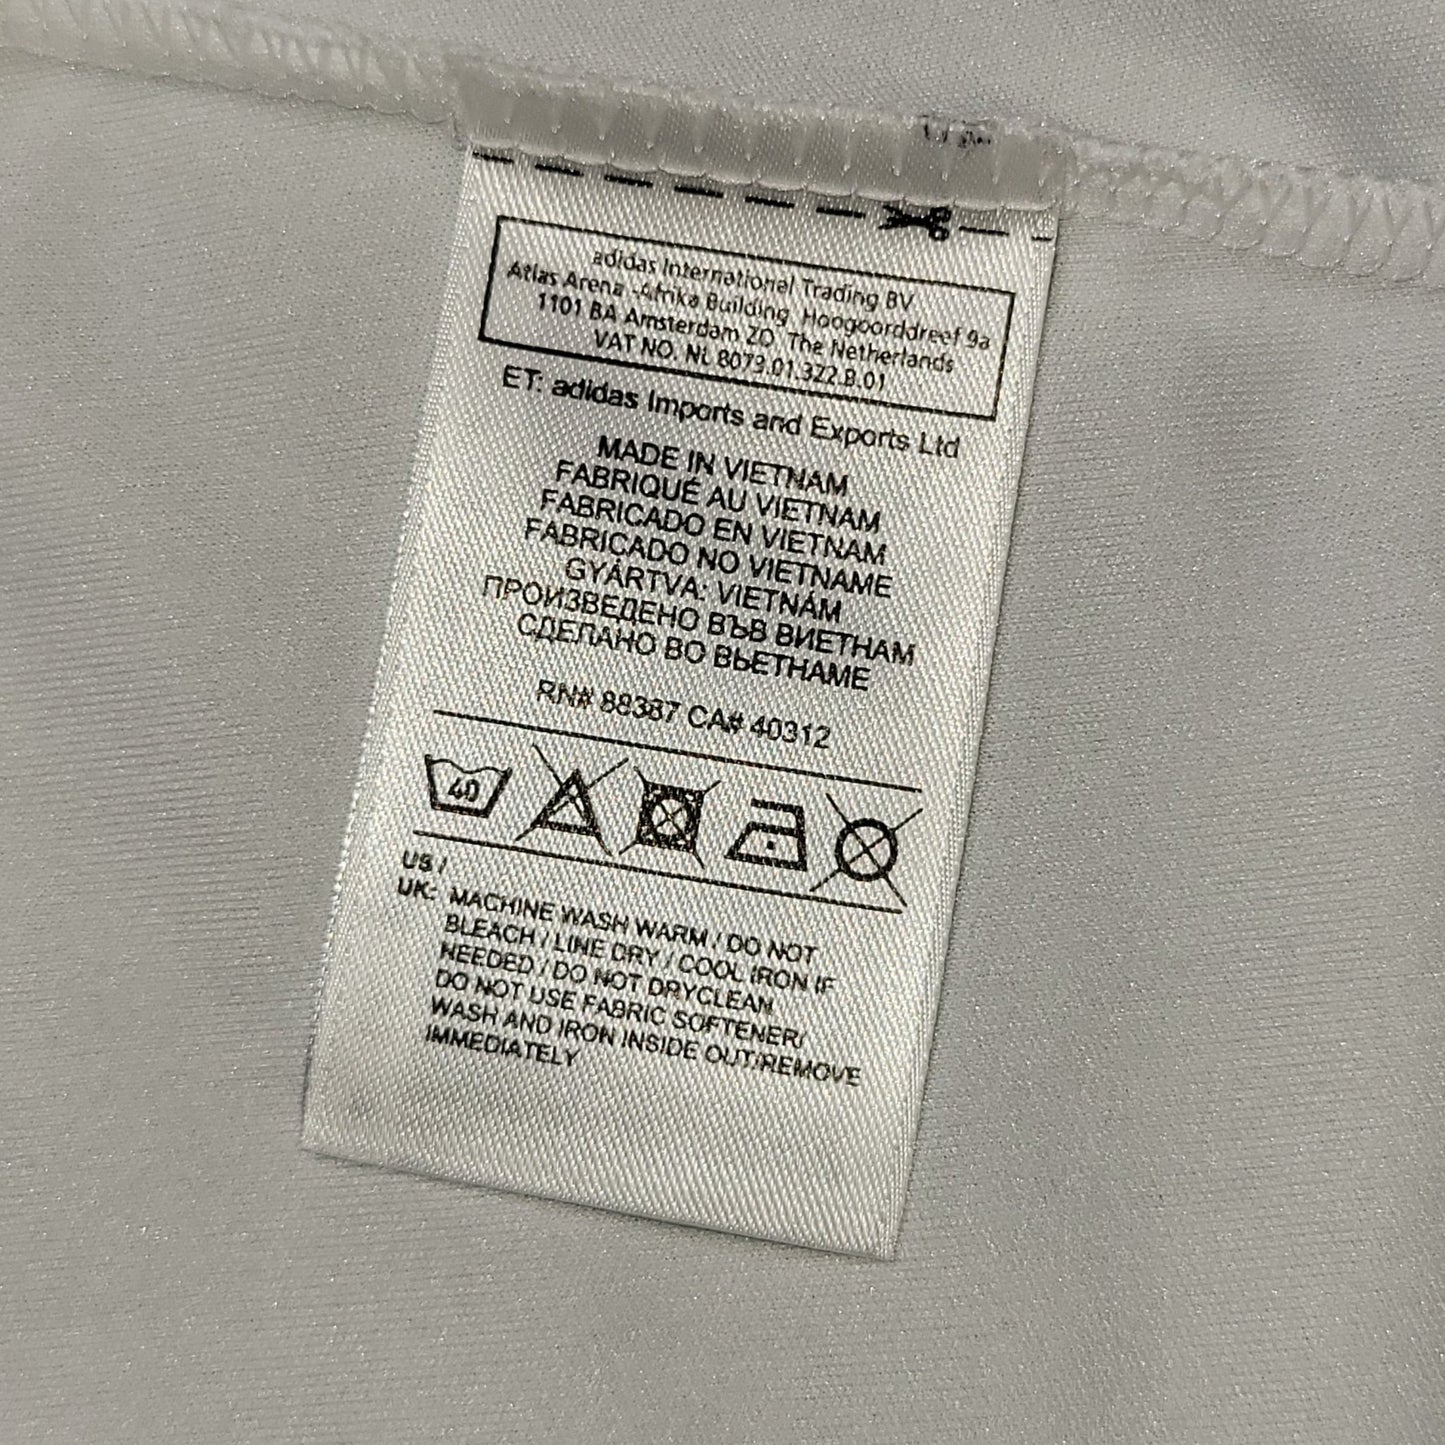 adidas International Trading BV
Atlas Arena -Afrika Building Hoogoorddreef 9a
1101 BA Amsterdam ZO The Netherlands
VAT NO. NL 8073.01.322.B.01
ET: adidas Imports and Exports Ltd
MADE IN VIETNAM
FABRIQUÉ AU VIETNAM
FABRICADO EN VIETNAM
FABRICADO NO VIETNAME
GYÁRTVA: VIETNÁM
ПРОИЗВЕДЕНО ВЪВ ВИЕТНАМ
СДЕЛАНО ВО ВЬЕТНАМЕ
RN# 88387 CA# 40312
40
US /
UK: MACHINE WASH WARM / DO NOT
BLEACH / LINE DRY / COOL IRON IF
NEEDED / DO NOT DRYCLEAN
DO NOT USE FABRIC SOFTENER/
WASH AND IRON INSIDE OUT/REMOVE
IMMEDIATELY